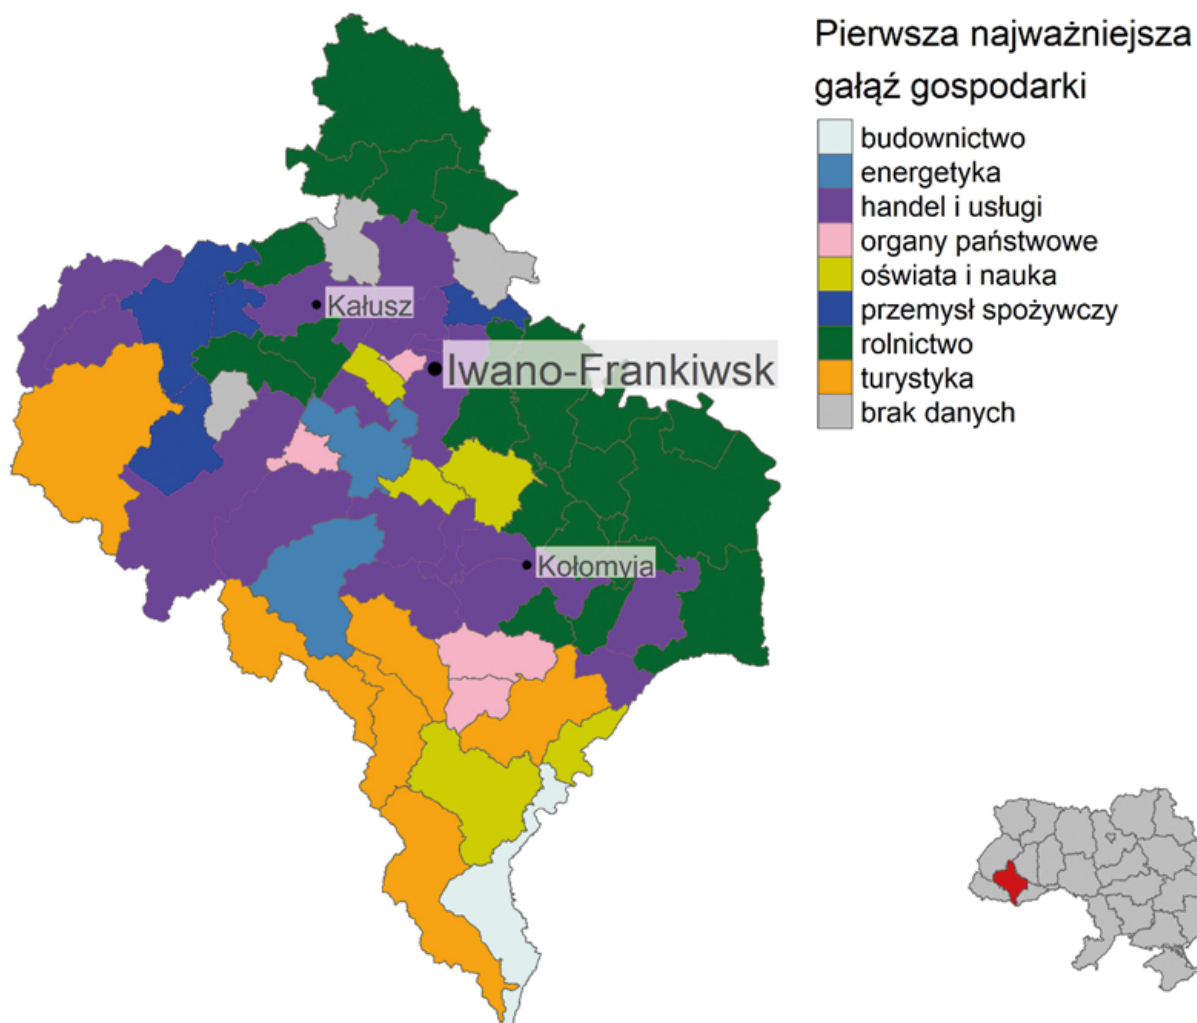 Pierwsza najważniejsza
gałąź gospodarki
budownictwo
energetyka
handel i usługi
organy państwowe
oświata i nauka
przemysł spożywczy
rolnictwo
turystyka
brak danych
Kałusz
Iwano-Frankiwsk
Kołomyja